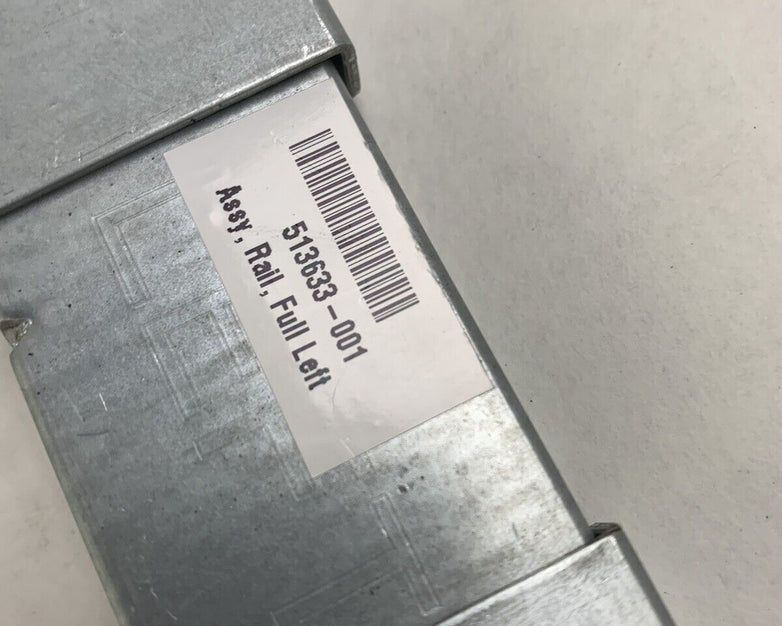 513633-001
Assy, Rail, Full Left